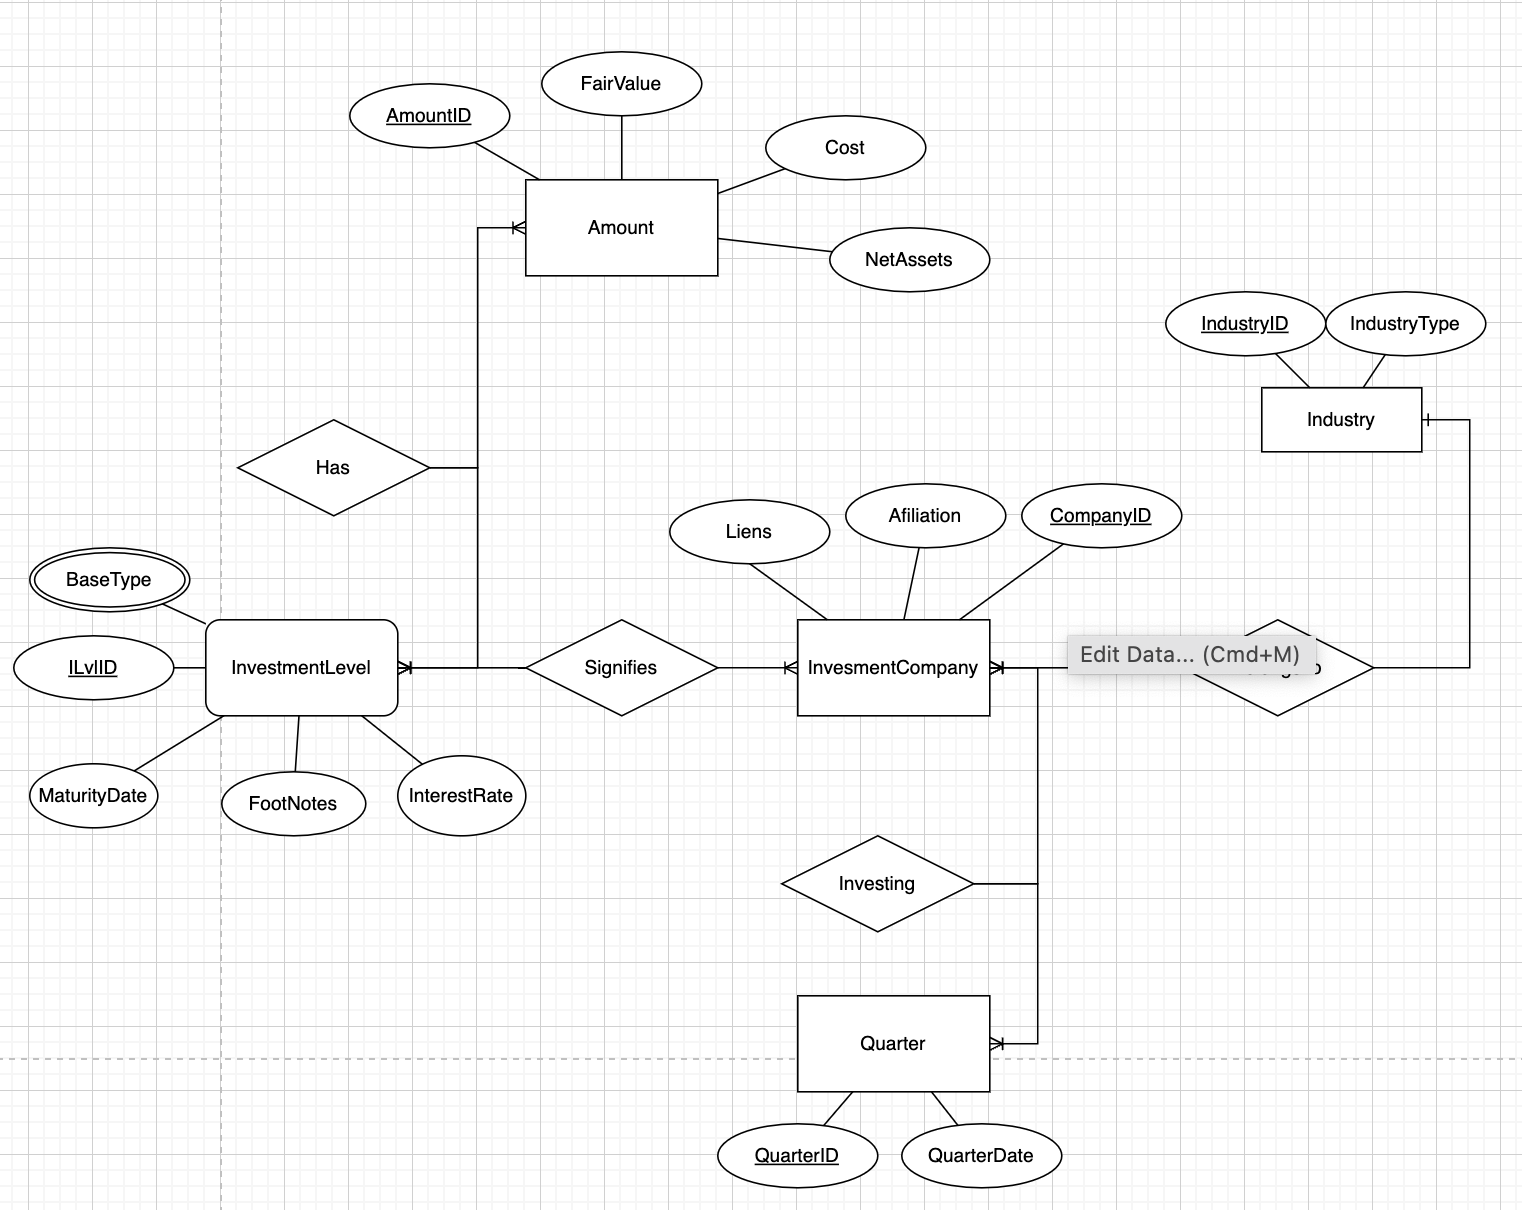 FairValue
AmountID
Cost
Amount
NetAssets
IndustryID
IndustryType
Industry
Has
Liens
Afiliation
CompanyID
BaseType
Edit Data... (Cmd+M)
ILvlID
InvestmentLevel
Signifies
InvesmentCompany
MaturityDate
FootNotes
InterestRate
Investing
Quarter
QuarterID
QuarterDate